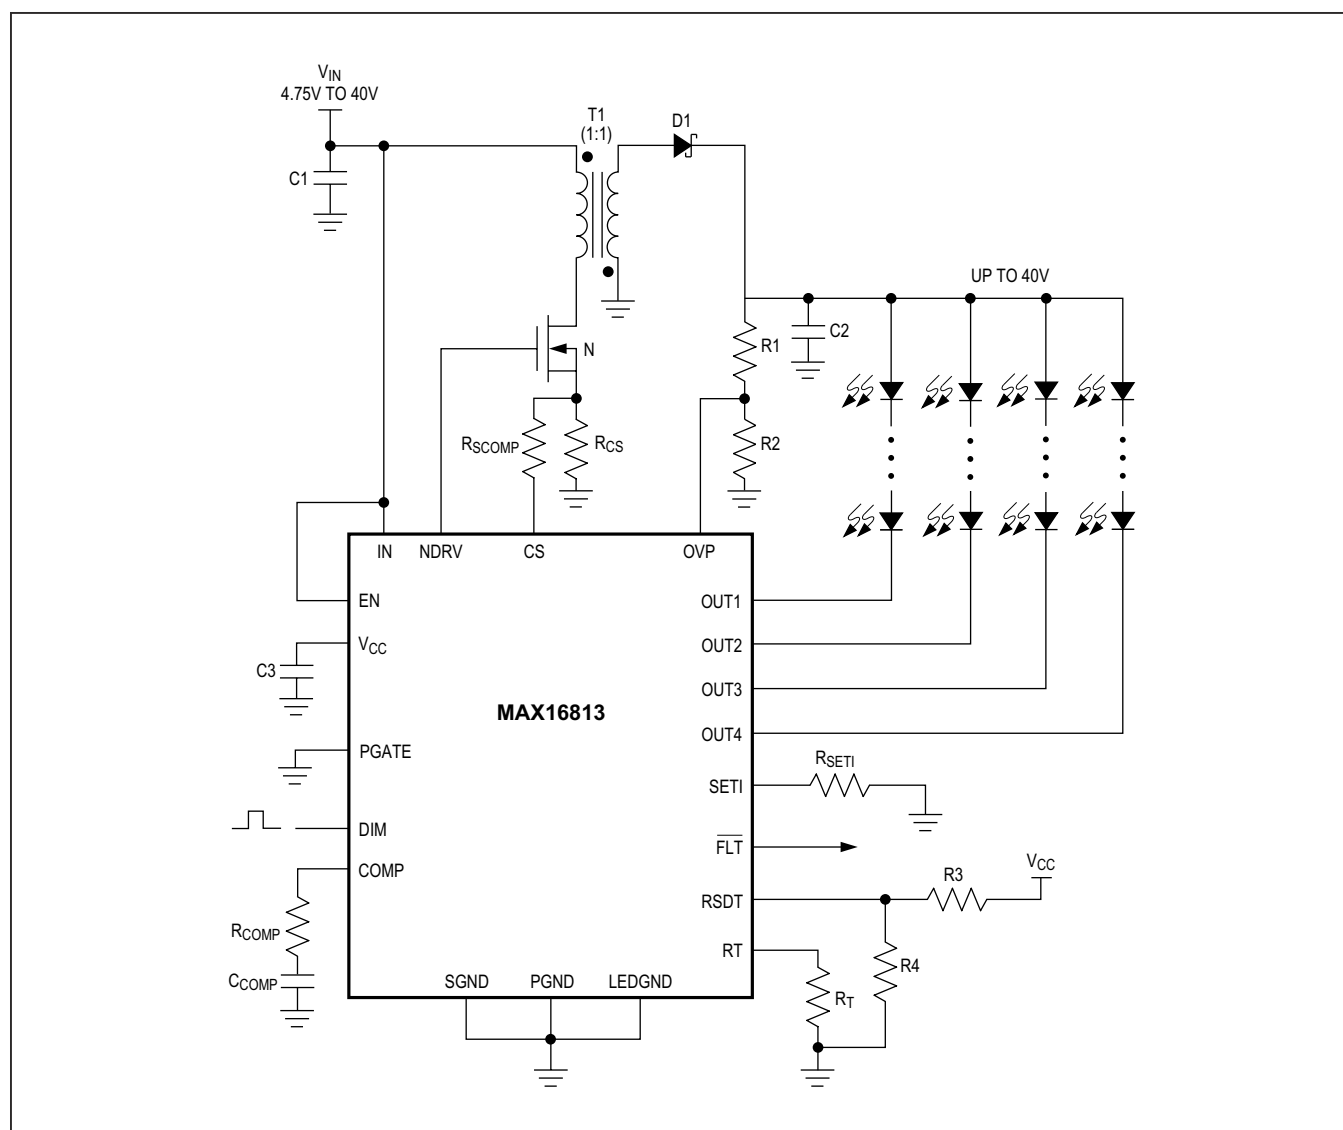 VIN
4.75V TO 40V
T1
(1:1)
D1
C1
UP TO 40V
C2
R1
N
RSCOMP
RCS
R2
IN
NDRV
CS
OVP
EN
OUT1
VCC
OUT2
C3
OUT3
MAX16813
OUT4
PGATE
RSETI
SETI
DIM
FLT
COMP
VCC
R3
RSDT
RCOMP
RT
R4
CCOMP
SGND
PGND
LEDGND
RT